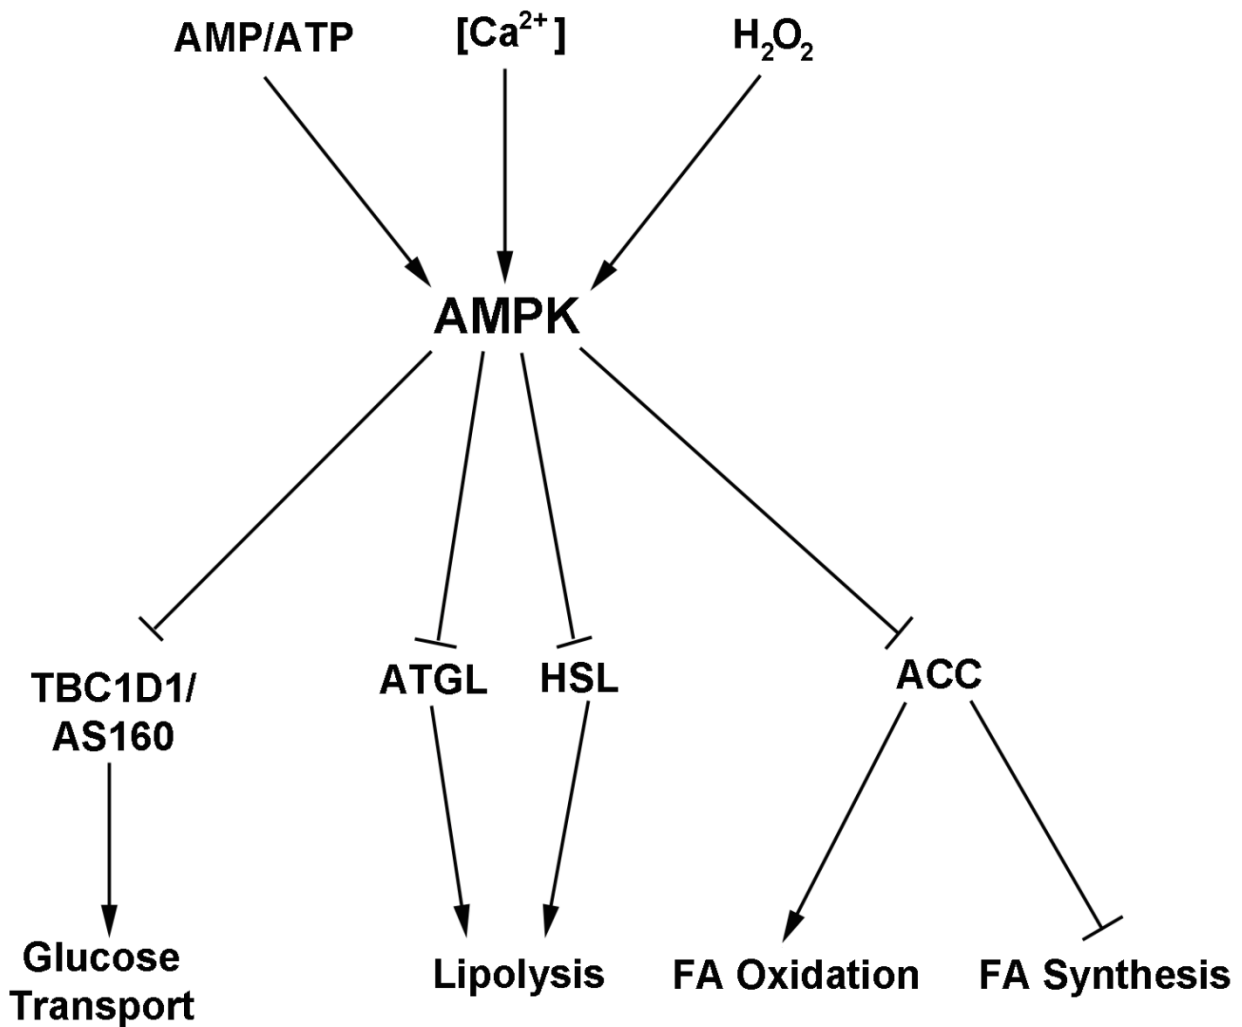 AMP/ATP
[Ca²⁺]
H₂O₂
AMPK
TBC1D1/
AS160
ATGL
HSL
ACC
Glucose
Transport
Lipolysis
FA Oxidation
FA Synthesis